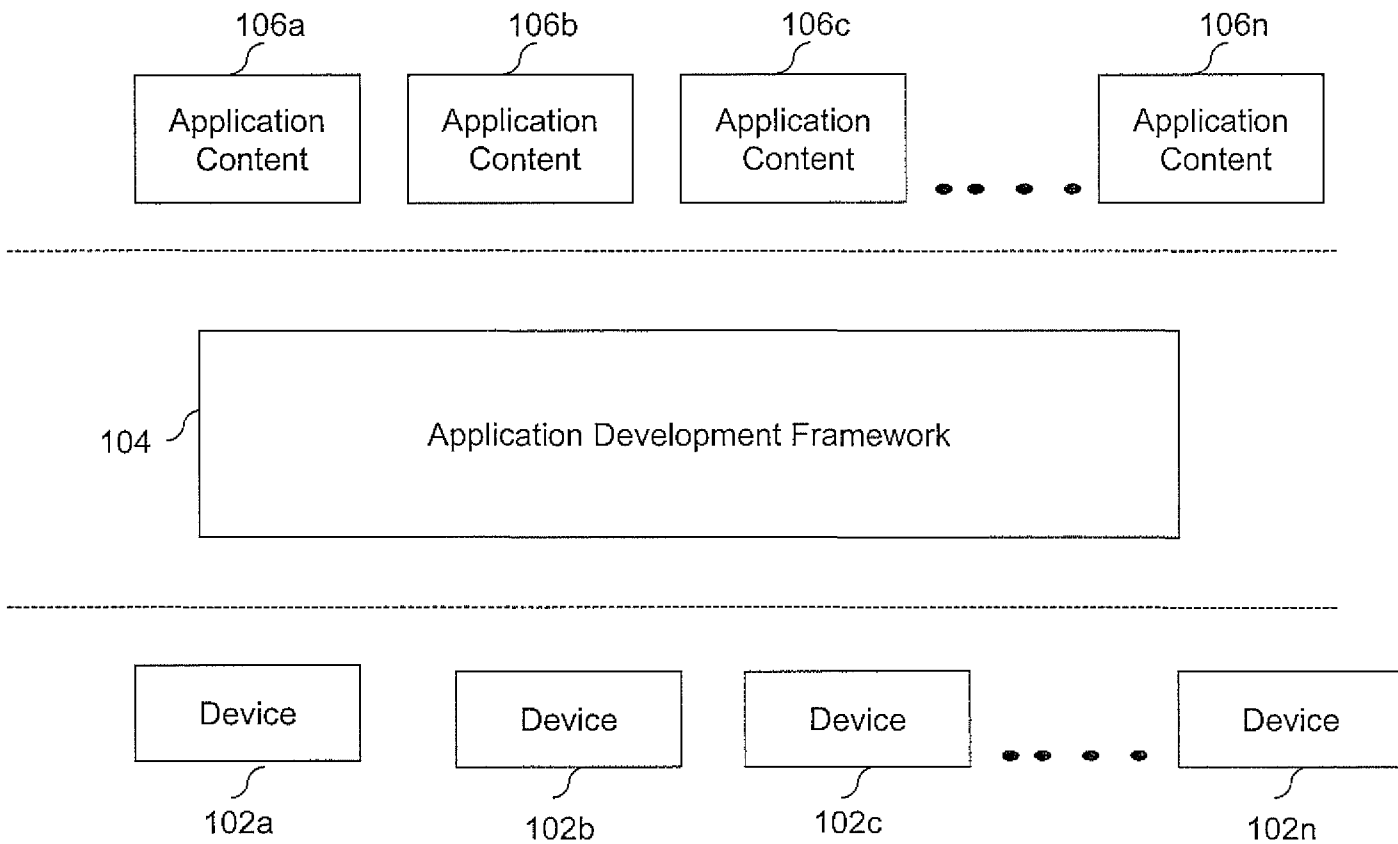 106a 106b 106c 106n
Application Application Application Application
Content Content Content Content
104 Application Development Framework
Device Device Device Device
102a 102b 102c 102n